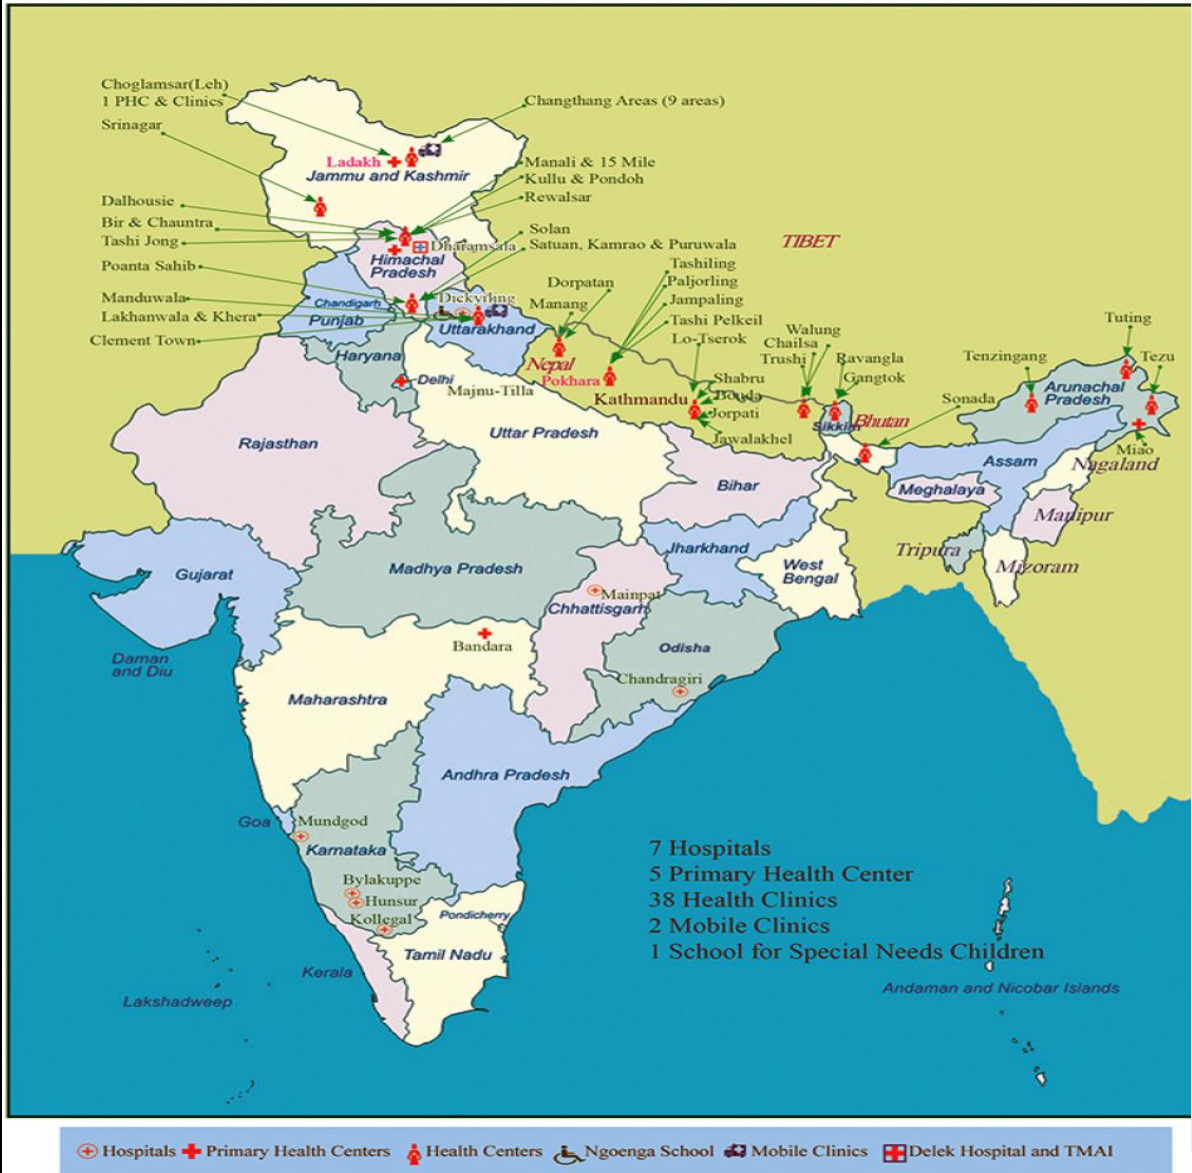 Choglamsar(Leh)
1 PHC & Clinics
Srinagar
Changthang Areas (9 areas)
Ladakh
Jammu and Kashmir
Manali & 15 Mile
Kullu & Pondoh
Rewalsar
Dalhousie
Bir & Chauntra
Tashi Jong
Solan
Satuan, Kamrao & Puruwala
Dharamsala
Himachal
Pradesh
TIBET
Poanta Sahib
Manduwala
Lakhanwala & Khera
Clement Town
Chandigarh
Punjab
Dickyiling
Uttarakhand
Haryana
Delhi
Majnu-Tilla
Dorpatan
Manang
Nepal
Tashiling
Paljorling
Jampaling
Tashi Pelkeil
Lo-Tserok
Pokhara
Kathmandu
Shabru
Bouda
Jorpati
Jawalakhel
Walung
Chailsa
Trushi
Ravangla
Gangtok
Sikkim
Bhutan
Sonada
Tenzingang
Tuting
Tezu
Arunachal
Pradesh
Miao
Rajasthan
Uttar Pradesh
Bihar
Assam
Nagaland
Meghalaya
Manipur
Tripura
Mizoram
Gujarat
Madhya Pradesh
Jharkhand
West
Bengal
Mainpat
Chhattisgarh
Daman
and Diu
Bandara
Odisha
Chandragiri
Maharashtra
Andhra Pradesh
Goa
Mundgod
Karnataka
Bylakuppe
Hunsur
Kollegal
Pondicherry
Tamil Nadu
Kerala
Lakshadweep
7 Hospitals
5 Primary Health Center
38 Health Clinics
2 Mobile Clinics
1 School for Special Needs Children
Andaman and Nicobar Islands
Hospitals Primary Health Centers Health Centers Ngoenga School Mobile Clinics Delek Hospital and TMAI